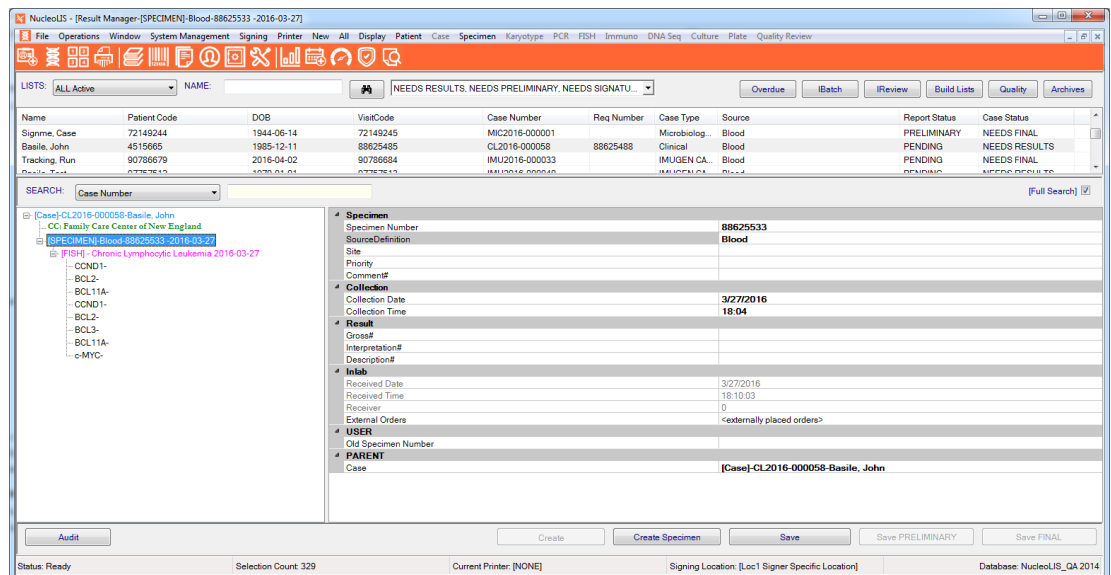 NucleoLIS - [Result Manager-[SPECIMEN]-Blood-88625533 -2016-03-27]
File Operations Window System Management Signing Printer New All Display Patient Case Specimen Karyotype PCR FISH Immuno DNA Seq Culture Plate Quality Review
LISTS: ALL Active NAME: NEEDS RESULTS, NEEDS PRELIMINARY, NEEDS SIGNATU... Overdue IBatch IReview Build Lists Quality Archives
Name Patient Code DOB VisitCode Case Number Req Number Case Type Source Report Status Case Status
Signme, Case 72149244 1944-06-14 72149245 MIC2016-000001 Microbiolog... Blood PRELIMINARY NEEDS FINAL
Basile, John 4515665 1985-12-11 88625485 CL2016-000058 88625488 Clinical Blood PENDING NEEDS RESULTS
Tracking, Run 90786679 2016-04-02 90786684 IMU2016-000033 IMUGEN CA... Blood PENDING NEEDS FINAL
SEARCH: Case Number [Full Search]
[Case]-CL2016-000058-Basile, John
CC: Family Care Center of New England
[SPECIMEN]-Blood-88625533 -2016-03-27
[FISH] - Chronic Lymphocytic Leukemia 2016-03-27
CCND1-
BCL2-
BCL11A-
CCND1-
BCL2-
BCL3-
BCL11A-
c-MYC-
Specimen
Specimen Number 88625533
SourceDefinition Blood
Site
Priority
Comment#
Collection
Collection Date 3/27/2016
Collection Time 18:04
Result
Gross#
Interpretation#
Description#
Inlab
Received Date 3/27/2016
Received Time 18:10:03
Receiver 0
External Orders <externally placed orders>
USER
Old Specimen Number
PARENT
Case [Case]-CL2016-000058-Basile, John
Audit Create Create Specimen Save Save PRELIMINARY Save FINAL
Status: Ready Selection Count: 329 Current Printer: [NONE] Signing Location: [Loc1 Signer Specific Location] Database: NucleoLIS_QA 2014